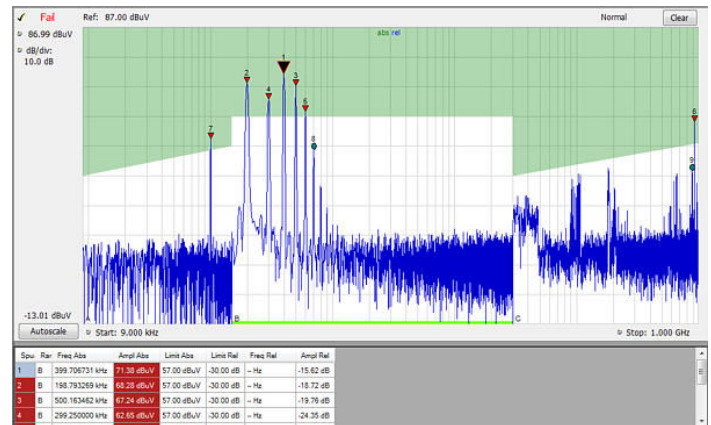 ✓ Fail Ref: 87.00 dBuV Normal Clear
86.99 dBuV
dB/div:
10.0 dB
abs rel
1
2
3
4
5
6
7
8
9
-13.01 dBuV
A B C
Autoscale Start: 9.000 kHz Stop: 1.000 GHz
Spu Rar Freq Abs Ampl Abs Limit Abs Limit Rel Freq Rel Ampl Rel
1 B 399.706731 kHz 71.38 dBuV 57.00 dBuV -30.00 dB -- Hz -15.62 dB
2 B 198.793269 kHz 68.28 dBuV 57.00 dBuV -30.00 dB -- Hz -18.72 dB
3 B 500.163462 kHz 67.24 dBuV 57.00 dBuV -30.00 dB -- Hz -19.76 dB
4 B 299.250000 kHz 62.65 dBuV 57.00 dBuV -30.00 dB -- Hz -24.35 dB